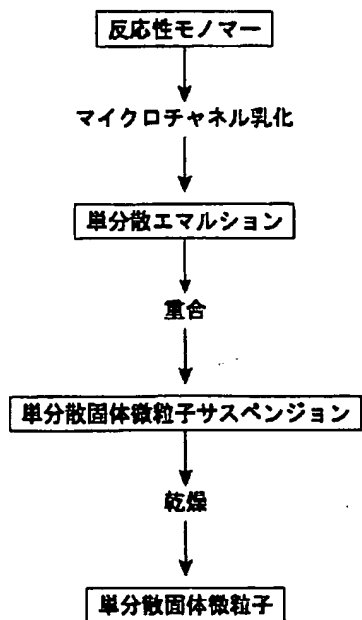 反応性モノマー
マイクロチャネル乳化
単分散エマルション
重合
単分散固体微粒子サスペンジョン
乾燥
単分散固体微粒子